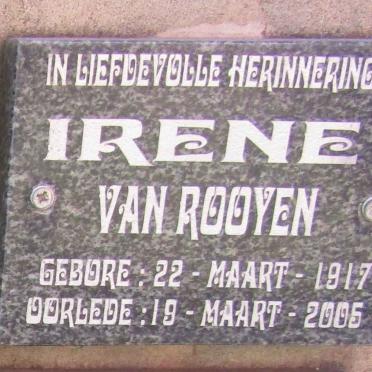 IN LIEFDEVOLLE HERINNERING
IRENE
VAN ROOYEN
GEBORE : 22 - MAART - 1917
OORLEDE : 19 - MAART - 2005